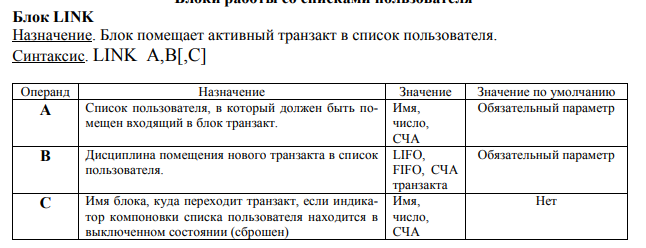 Блоки работы со списками пользователя
Блок LINK
Назначение. Блок помещает активный транзакт в список пользователя.
Синтаксис. LINK A,B[,C]
Операнд Назначение Значение Значение по умолчанию
A Список пользователя, в который должен быть по- Имя, Обязательный параметр
мещен входящий в блок транзакт. число,
СЧА
B Дисциплина помещения нового транзакта в список LIFO, Обязательный параметр
пользователя. FIFO, СЧА
транзакта
C Имя блока, куда переходит транзакт, если индика- Имя, Нет
тор компоновки списка пользователя находится в число,
выключенном состоянии (сброшен) СЧА